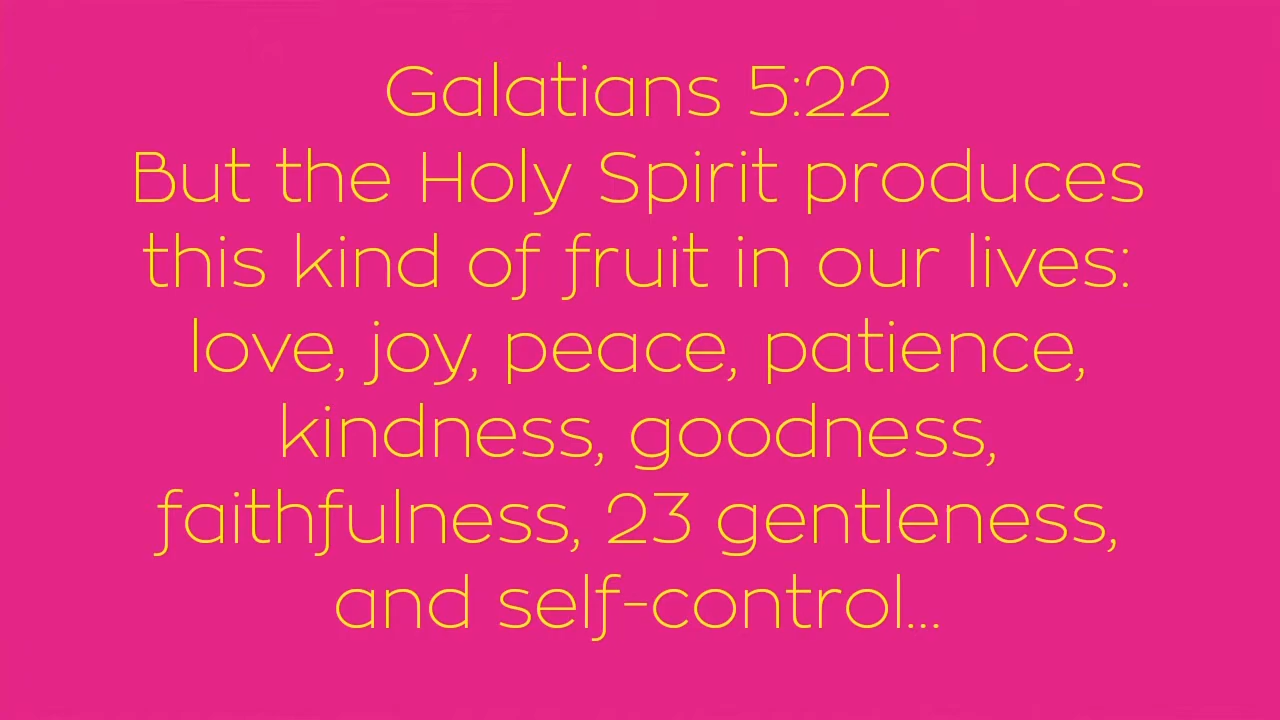 Galatians 5:22
But the Holy Spirit produces
this kind of fruit in our lives:
love, joy, peace, patience,
kindness, goodness,
faithfulness, 23 gentleness,
and self-control...